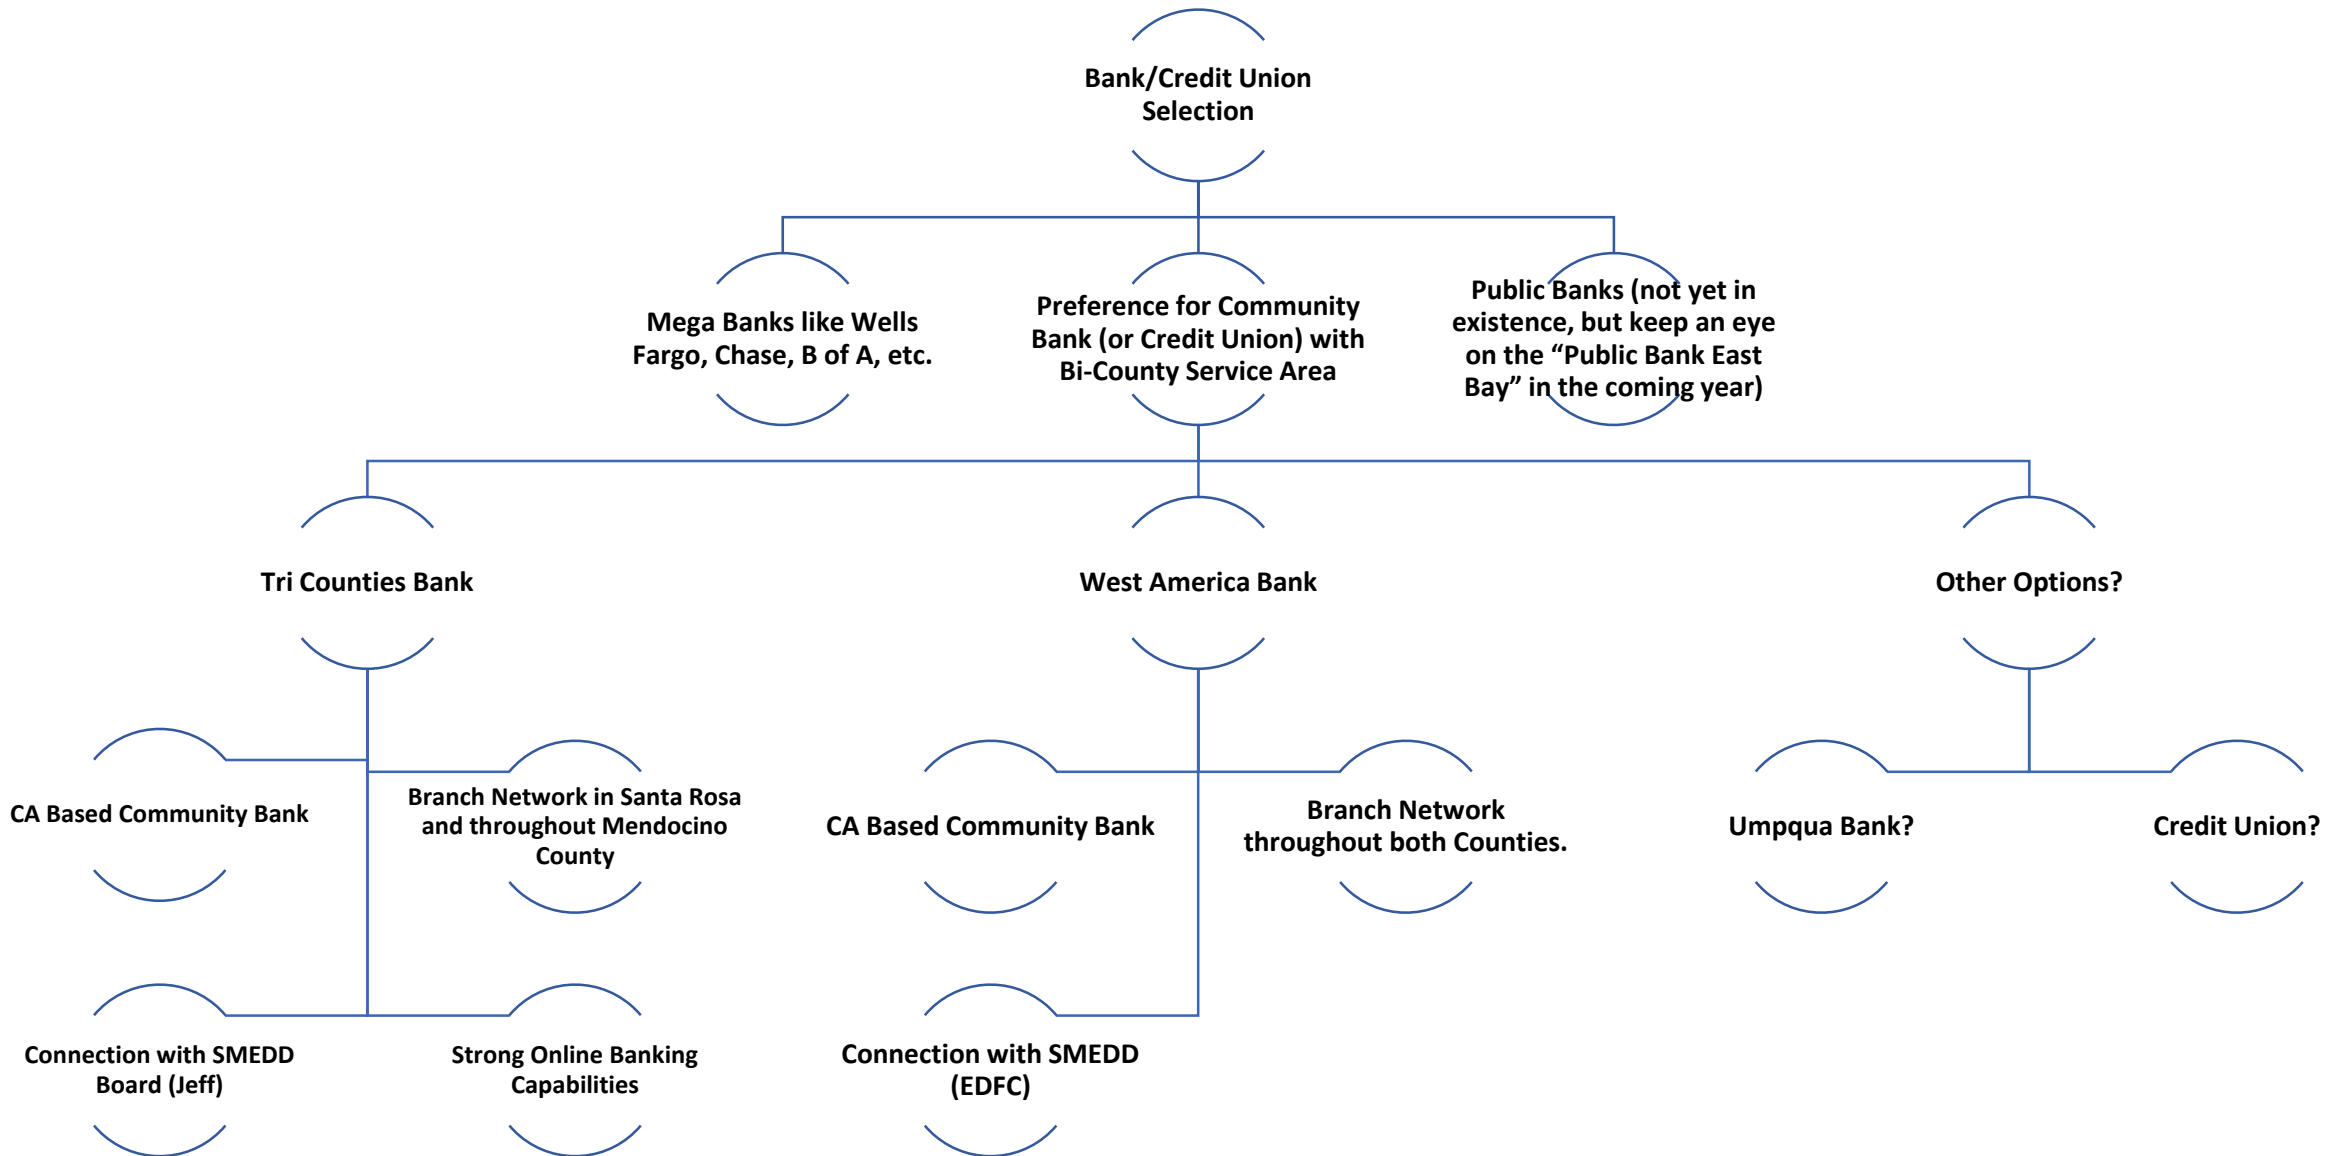 Bank/Credit Union
Selection
Mega Banks like Wells
Fargo, Chase, B of A, etc.
Preference for Community
Bank (or Credit Union) with
Bi-County Service Area
Public Banks (not yet in
existence, but keep an eye
on the “Public Bank East
Bay” in the coming year)
Tri Counties Bank
West America Bank
Other Options?
CA Based Community Bank
Branch Network in Santa Rosa
and throughout Mendocino
County
CA Based Community Bank
Branch Network
throughout both Counties.
Umpqua Bank?
Credit Union?
Connection with SMEDD
Board (Jeff)
Strong Online Banking
Capabilities
Connection with SMEDD
(EDFC)